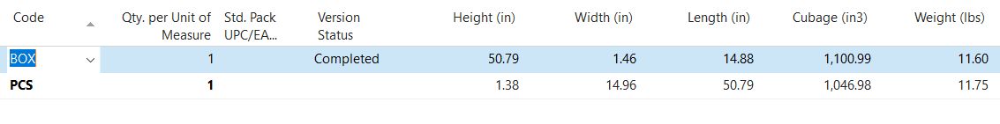 Code Qty. per Unit of Measure Std. Pack UPC/EA... Version Status Height (in) Width (in) Length (in) Cubage (in3) Weight (lbs)
BOX 1 Completed 50.79 1.46 14.88 1,100.99 11.60
PCS 1 1.38 14.96 50.79 1,046.98 11.75